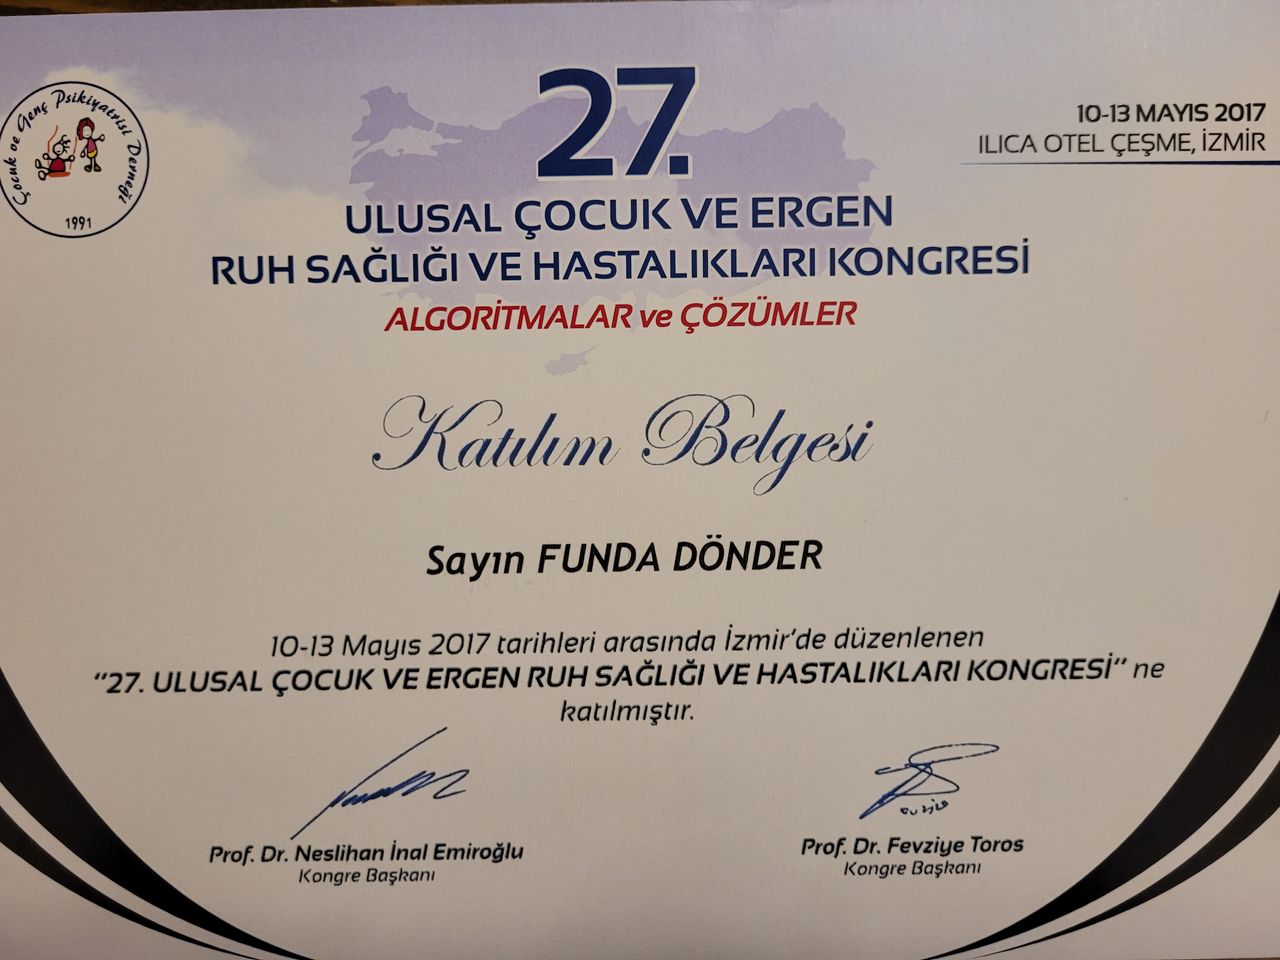 Çocuk ve Genç Psikiyatrisi Derneği
1991
27.
10-13 MAYIS 2017
ILICA OTEL ÇEŞME, İZMİR
ULUSAL ÇOCUK VE ERGEN
RUH SAĞLIĞI VE HASTALIKLARI KONGRESİ
ALGORİTMALAR ve ÇÖZÜMLER
Katılım Belgesi
Sayın FUNDA DÖNDER
10-13 Mayıs 2017 tarihleri arasında İzmir'de düzenlenen
"27. ULUSAL ÇOCUK VE ERGEN RUH SAĞLIĞI VE HASTALIKLARI KONGRESİ" ne
katılmıştır.
Prof. Dr. Neslihan İnal Emiroğlu
Kongre Başkanı
Prof. Dr. Fevziye Toros
Kongre Başkanı